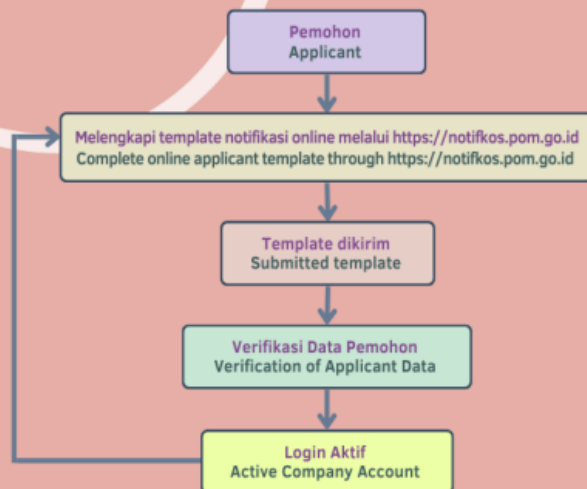 Pemohon
Applicant
Melengkapi template notifikasi online melalui https://notifkos.pom.go.id
Complete online applicant template through https://notifkos.pom.go.id
Template dikirim
Submitted template
Verifikasi Data Pemohon
Verification of Applicant Data
Login Aktif
Active Company Account